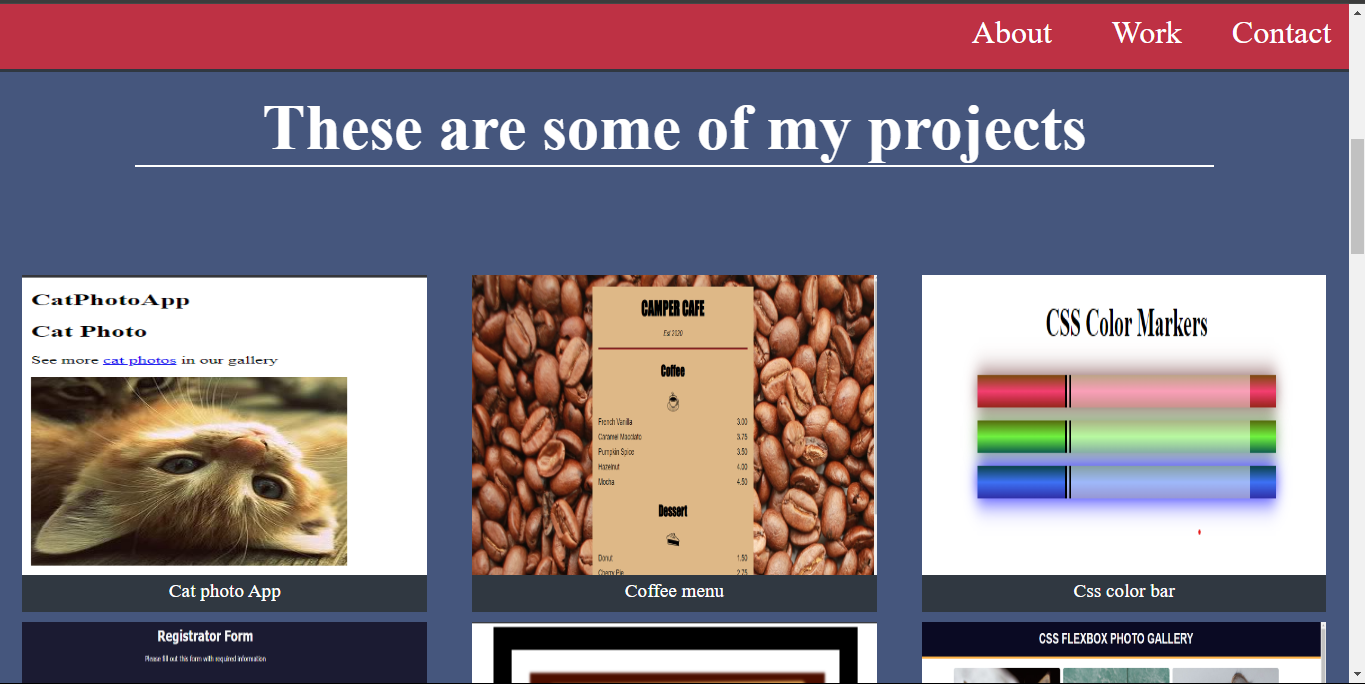 About Work Contact
These are some of my projects
CatPhotoApp
Cat Photo
See more cat photos in our gallery
Cat photo App
CAMPER CAFE
Est 2020
Coffee
French Vanilla 3.00
Caramel Macciato 3.75
Pumpkin Spice 3.50
Hazelnut 4.00
Mocha 4.50
Dessert
Donut 1.50
Cherry Pie 2.75
Coffee menu
CSS Color Markers
Css color bar
Registrator Form
Please fill out this form with required information
CSS FLEXBOX PHOTO GALLERY